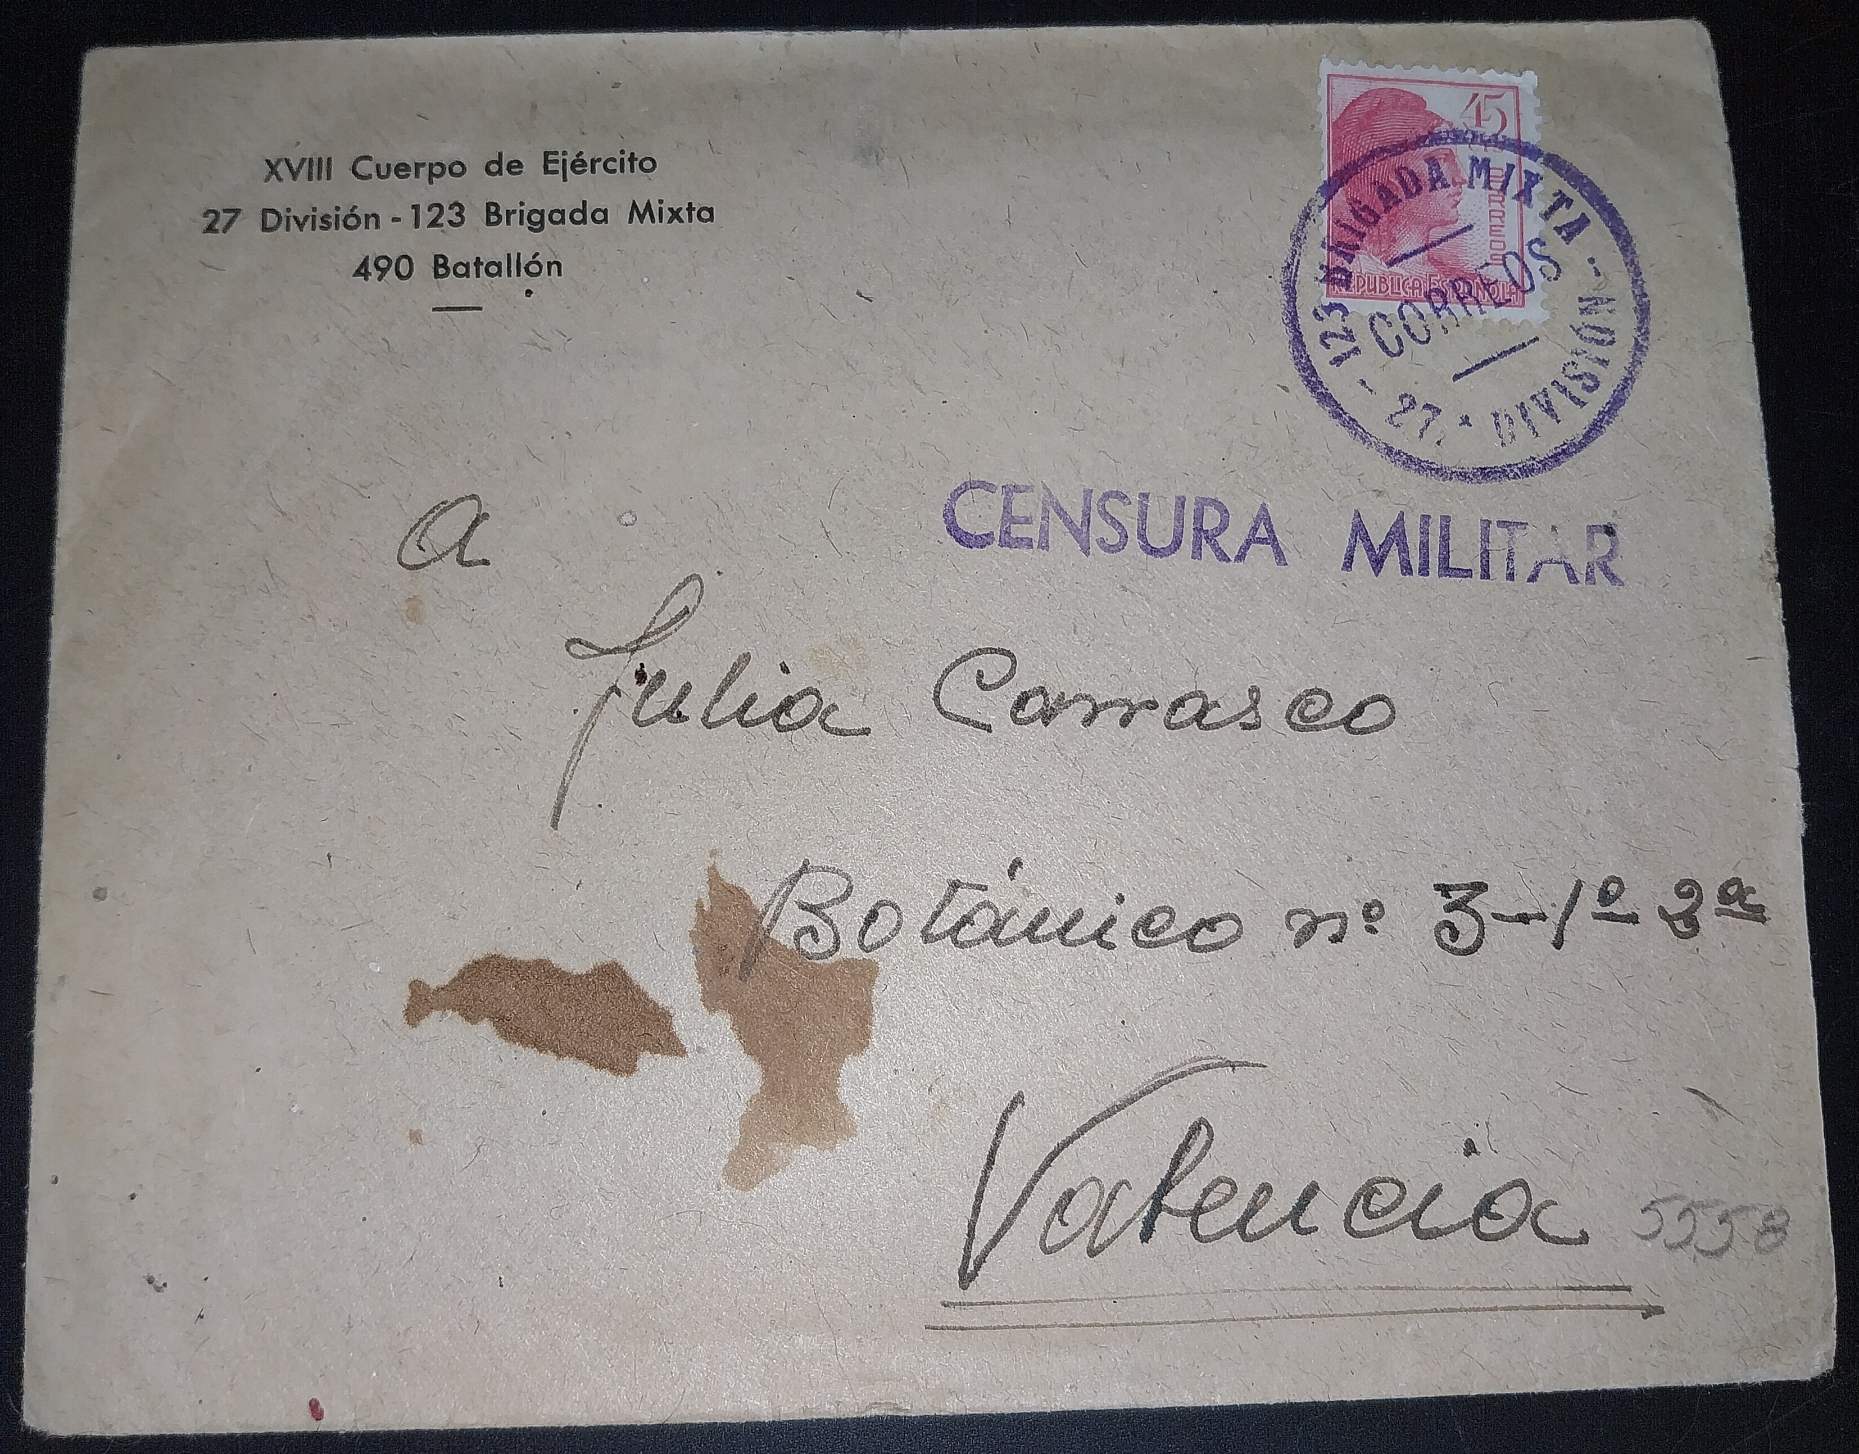 XVIII Cuerpo de Ejército
27 División - 123 Brigada Mixta
490 Batallón
45
CORREOS
REPUBLICA ESPAÑOLA
123 BRIGADA MIXTA - 27. DIVISIÓN -
CORREOS
CENSURA MILITAR
a
Julia Carrasco
Botánico nº 3-1º 2ª
Valencia
5558